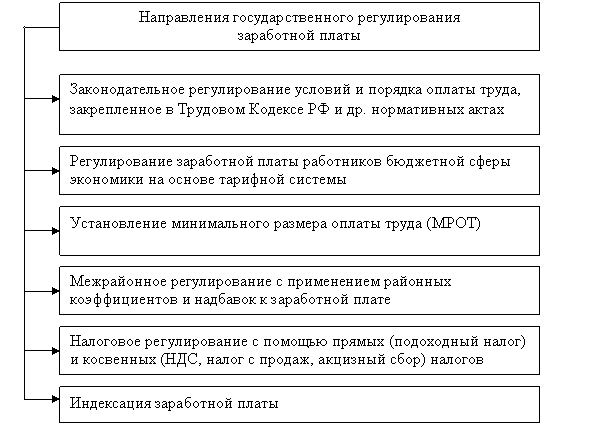 Направления государственного регулирования
заработной платы
Законодательное регулирование условий и порядка оплаты труда,
закрепленное в Трудовом Кодексе РФ и др. нормативных актах
Регулирование заработной платы работников бюджетной сферы
экономики на основе тарифной системы
Установление минимального размера оплаты труда (МРОТ)
Межрайонное регулирование с применением районных
коэффициентов и надбавок к заработной плате
Налоговое регулирование с помощью прямых (подоходный налог)
и косвенных (НДС, налог с продаж, акцизный сбор) налогов
Индексация заработной платы